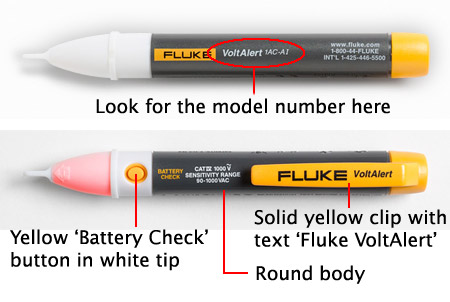 FLUKE VoltAlert 1AC-A1
www.fluke.com
1-800-44-FLUKE
INT'L 1-425-446-5500
Look for the model number here
BATTERY
CHECK
CAT IV 1000 V
SENSITIVITY RANGE
90-1000 VAC
FLUKE VoltAlert
Yellow ‘Battery Check’
button in white tip
Solid yellow clip with
text ‘Fluke VoltAlert’
Round body